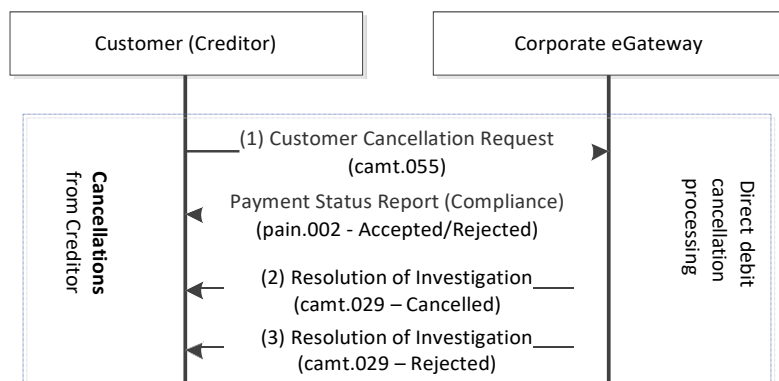 Customer (Creditor)
Corporate eGateway
(1) Customer Cancellation Request
(camt.055)
Payment Status Report (Compliance)
(pain.002 - Accepted/Rejected)
(2) Resolution of Investigation
(camt.029 – Cancelled)
(3) Resolution of Investigation
(camt.029 – Rejected)
Cancellations
from Creditor
Direct debit
cancellation
processing